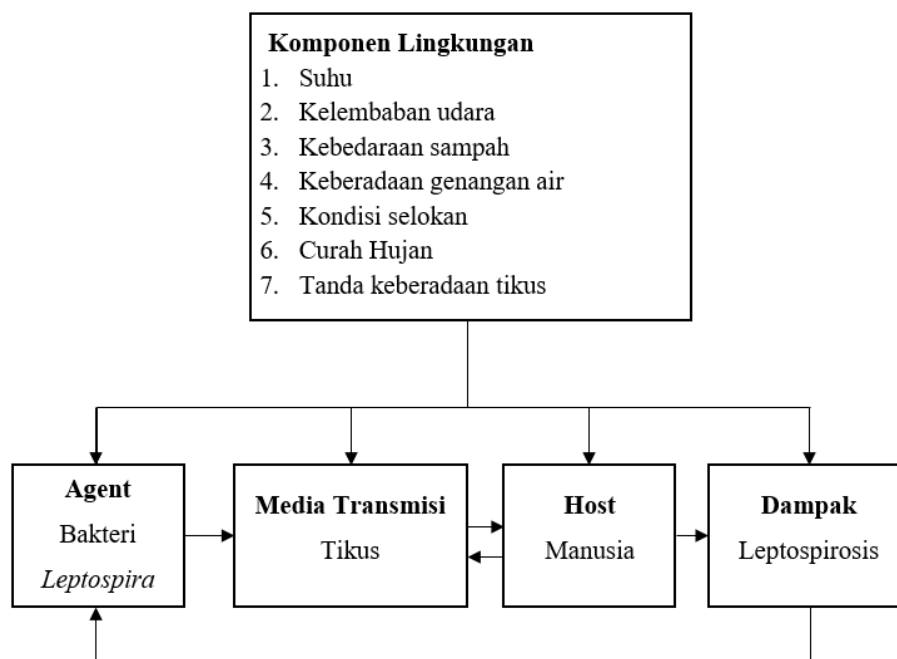 Komponen Lingkungan
1. Suhu
2. Kelembaban udara
3. Kebedaraan sampah
4. Keberadaan genangan air
5. Kondisi selokan
6. Curah Hujan
7. Tanda keberadaan tikus
Agent
Bakteri
Leptospira
Media Transmisi
Tikus
Host
Manusia
Dampak
Leptospirosis